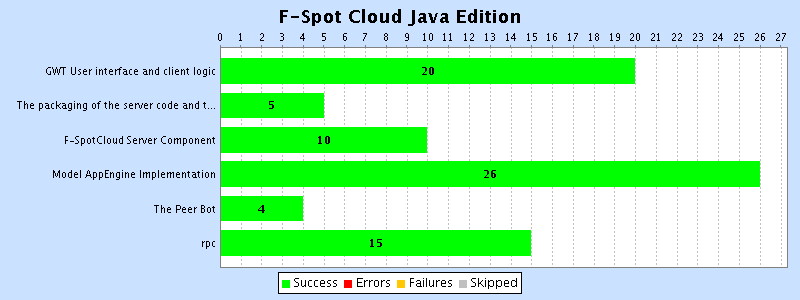 F-Spot Cloud Java Edition
0 1 2 3 4 5 6 7 8 9 10 11 12 13 14 15 16 17 18 19 20 21 22 23 24 25 26 27
GWT User interface and client logic 20
The packaging of the server code and t... 5
F-SpotCloud Server Component 10
Model AppEngine Implementation 26
The Peer Bot 4
rpc 15
Success Errors Failures Skipped